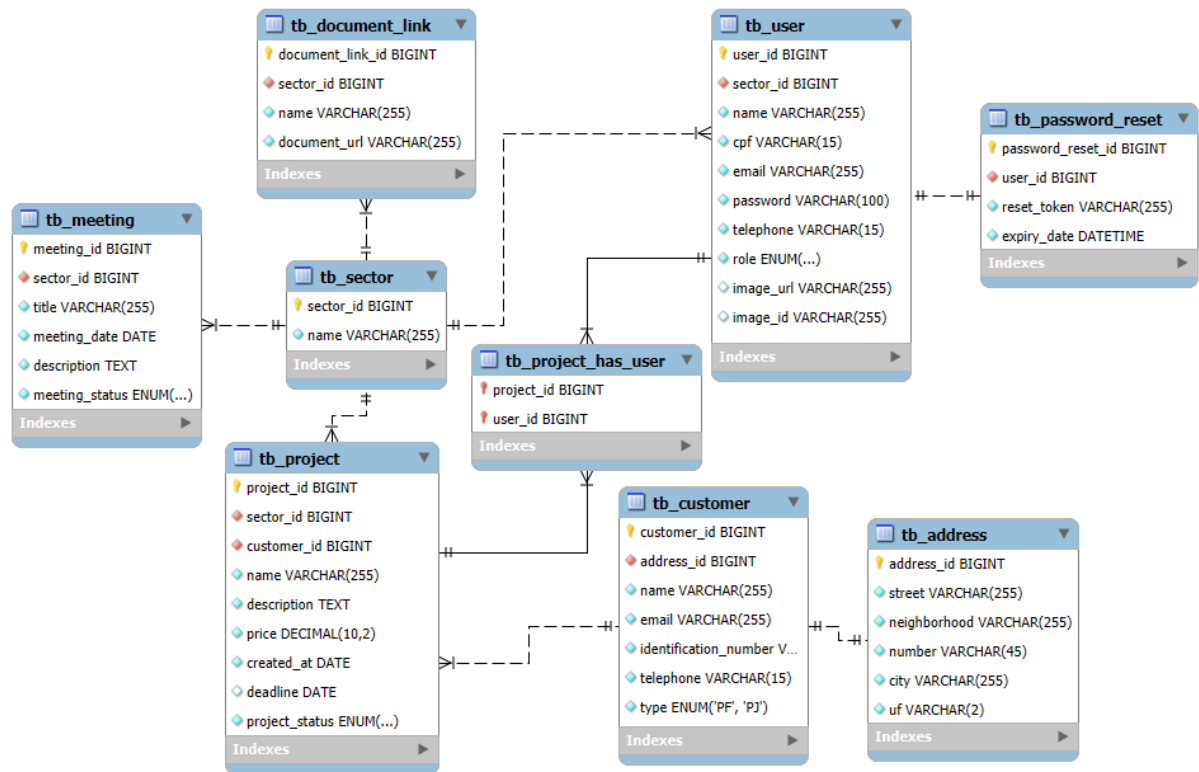 tb_document_link
document_link_id BIGINT
sector_id BIGINT
name VARCHAR(255)
document_url VARCHAR(255)
Indexes
tb_user
user_id BIGINT
sector_id BIGINT
name VARCHAR(255)
cpf VARCHAR(15)
email VARCHAR(255)
password VARCHAR(100)
telephone VARCHAR(15)
role ENUM(...)
image_url VARCHAR(255)
image_id VARCHAR(255)
Indexes
tb_password_reset
password_reset_id BIGINT
user_id BIGINT
reset_token VARCHAR(255)
expiry_date DATETIME
Indexes
tb_meeting
meeting_id BIGINT
sector_id BIGINT
title VARCHAR(255)
meeting_date DATE
description TEXT
meeting_status ENUM(...)
Indexes
tb_sector
sector_id BIGINT
name VARCHAR(255)
Indexes
tb_project_has_user
project_id BIGINT
user_id BIGINT
Indexes
tb_project
project_id BIGINT
sector_id BIGINT
customer_id BIGINT
name VARCHAR(255)
description TEXT
price DECIMAL(10,2)
created_at DATE
deadline DATE
project_status ENUM(...)
Indexes
tb_customer
customer_id BIGINT
address_id BIGINT
name VARCHAR(255)
email VARCHAR(255)
identification_number V...
telephone VARCHAR(15)
type ENUM('PF', 'PJ')
Indexes
tb_address
address_id BIGINT
street VARCHAR(255)
neighborhood VARCHAR(255)
number VARCHAR(45)
city VARCHAR(255)
uf VARCHAR(2)
Indexes